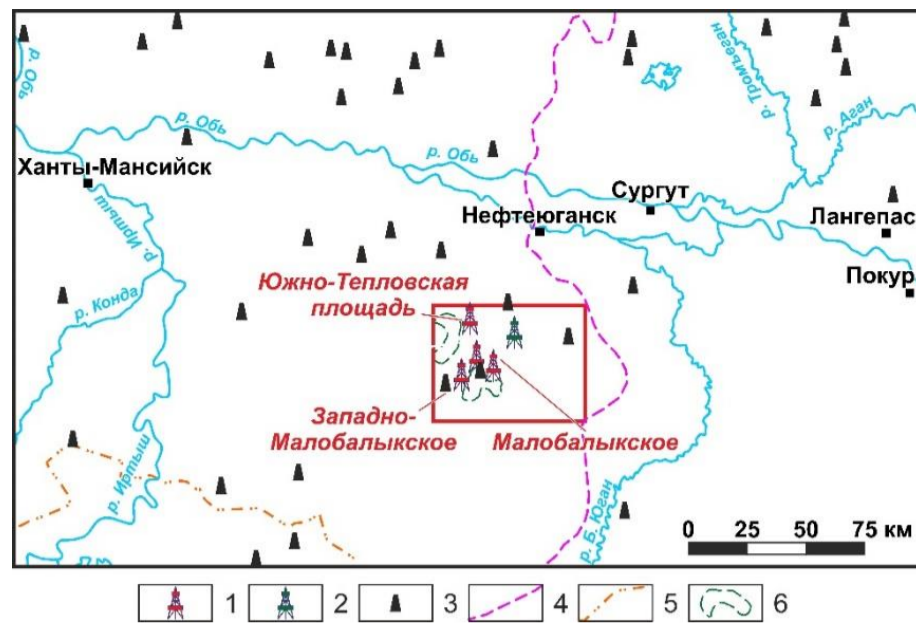 р. Обь
р. Обь
р. Обь
р. Тромъеган
р. Аган
Ханты-Мансийск
Сургут
Нефтеюганск
Лангепас
Покур
р. Иртыш
р. Конда
Южно-Тепловская
площадь
Западно-
Малобалыкское
Малобалыкское
р. Иртыш
р. Б. Юган
0 25 50 75 км
1 2 3 4 5 6